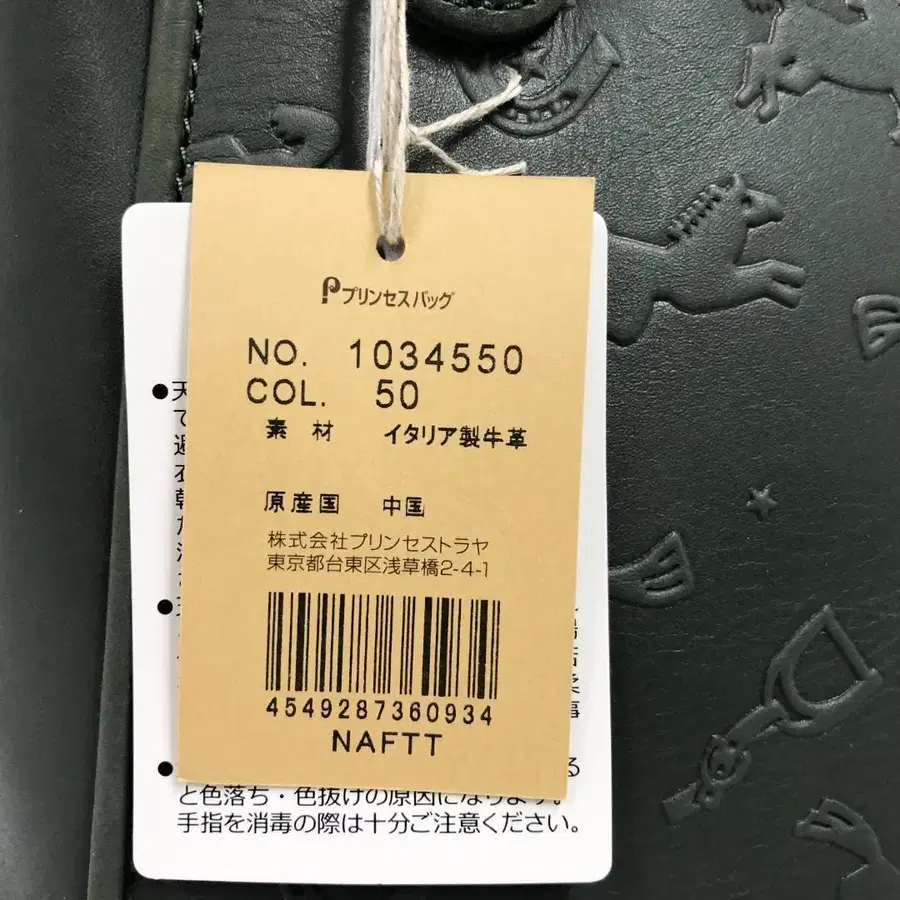 プリンセスバッグ
NO. 1034550
COL. 50
素材 イタリア製牛革
原産国 中国
株式会社プリンセストラヤ
東京都台東区浅草橋2-4-1
4549287360934
NAFTT
と色落ち・色抜けの原因になります。
手指を消毒の際は十分ご注意ください。